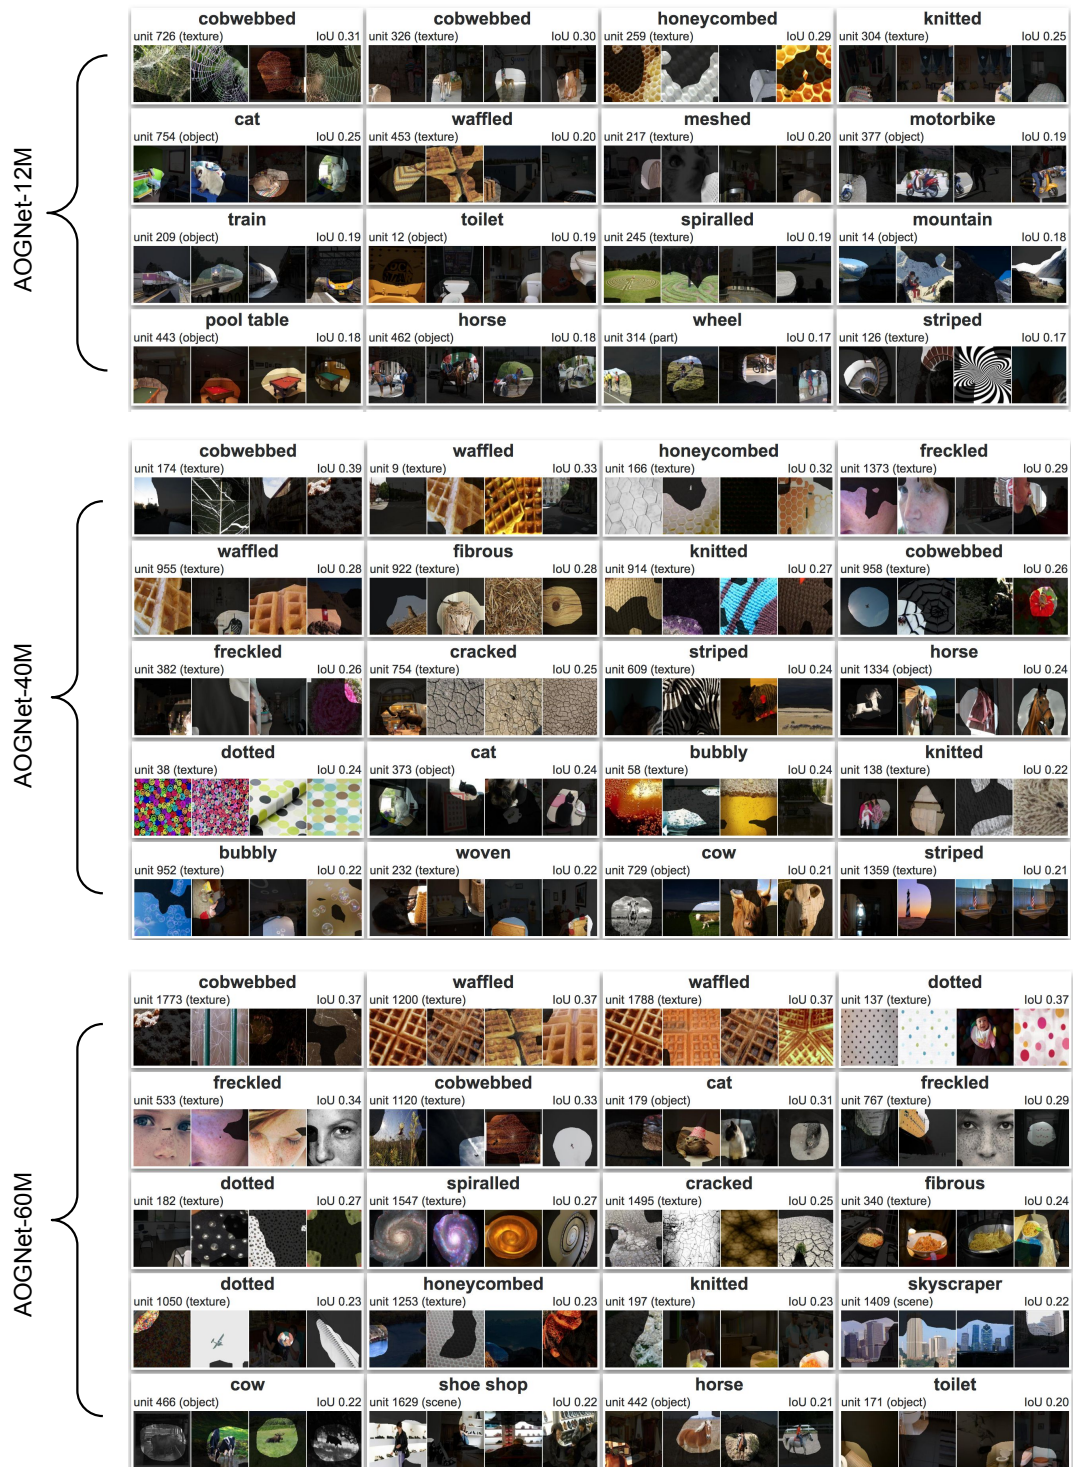 AOGNet-12M
cobwebbed cobwebbed honeycombed knitted
unit 726 (texture) IoU 0.31 unit 326 (texture) IoU 0.30 unit 259 (texture) IoU 0.29 unit 304 (texture) IoU 0.25
cat waffled meshed motorbike
unit 754 (object) IoU 0.25 unit 453 (texture) IoU 0.20 unit 217 (texture) IoU 0.20 unit 377 (object) IoU 0.19
train toilet spiralled mountain
unit 209 (object) IoU 0.19 unit 12 (object) IoU 0.19 unit 245 (texture) IoU 0.19 unit 14 (object) IoU 0.18
pool table horse wheel striped
unit 443 (object) IoU 0.18 unit 462 (object) IoU 0.18 unit 314 (part) IoU 0.17 unit 126 (texture) IoU 0.17
AOGNet-40M
cobwebbed waffled honeycombed freckled
unit 174 (texture) IoU 0.39 unit 9 (texture) IoU 0.33 unit 166 (texture) IoU 0.32 unit 1373 (texture) IoU 0.29
waffled fibrous knitted cobwebbed
unit 955 (texture) IoU 0.28 unit 922 (texture) IoU 0.28 unit 914 (texture) IoU 0.27 unit 958 (texture) IoU 0.26
freckled cracked striped horse
unit 382 (texture) IoU 0.26 unit 754 (texture) IoU 0.25 unit 609 (texture) IoU 0.24 unit 1334 (object) IoU 0.24
dotted cat bubbly knitted
unit 38 (texture) IoU 0.24 unit 373 (object) IoU 0.24 unit 58 (texture) IoU 0.24 unit 138 (texture) IoU 0.22
bubbly woven cow striped
unit 952 (texture) IoU 0.22 unit 232 (texture) IoU 0.22 unit 729 (object) IoU 0.21 unit 1359 (texture) IoU 0.21
AOGNet-60M
cobwebbed waffled waffled dotted
unit 1773 (texture) IoU 0.37 unit 1200 (texture) IoU 0.37 unit 1788 (texture) IoU 0.37 unit 137 (texture) IoU 0.37
freckled cobwebbed cat freckled
unit 533 (texture) IoU 0.34 unit 1120 (texture) IoU 0.33 unit 179 (object) IoU 0.31 unit 767 (texture) IoU 0.29
dotted spiralled cracked fibrous
unit 182 (texture) IoU 0.27 unit 1547 (texture) IoU 0.27 unit 1495 (texture) IoU 0.25 unit 340 (texture) IoU 0.24
dotted honeycombed knitted skyscraper
unit 1050 (texture) IoU 0.23 unit 1253 (texture) IoU 0.23 unit 197 (texture) IoU 0.23 unit 1409 (scene) IoU 0.22
cow shoe shop horse toilet
unit 466 (object) IoU 0.22 unit 1629 (scene) IoU 0.22 unit 442 (object) IoU 0.21 unit 171 (object) IoU 0.20